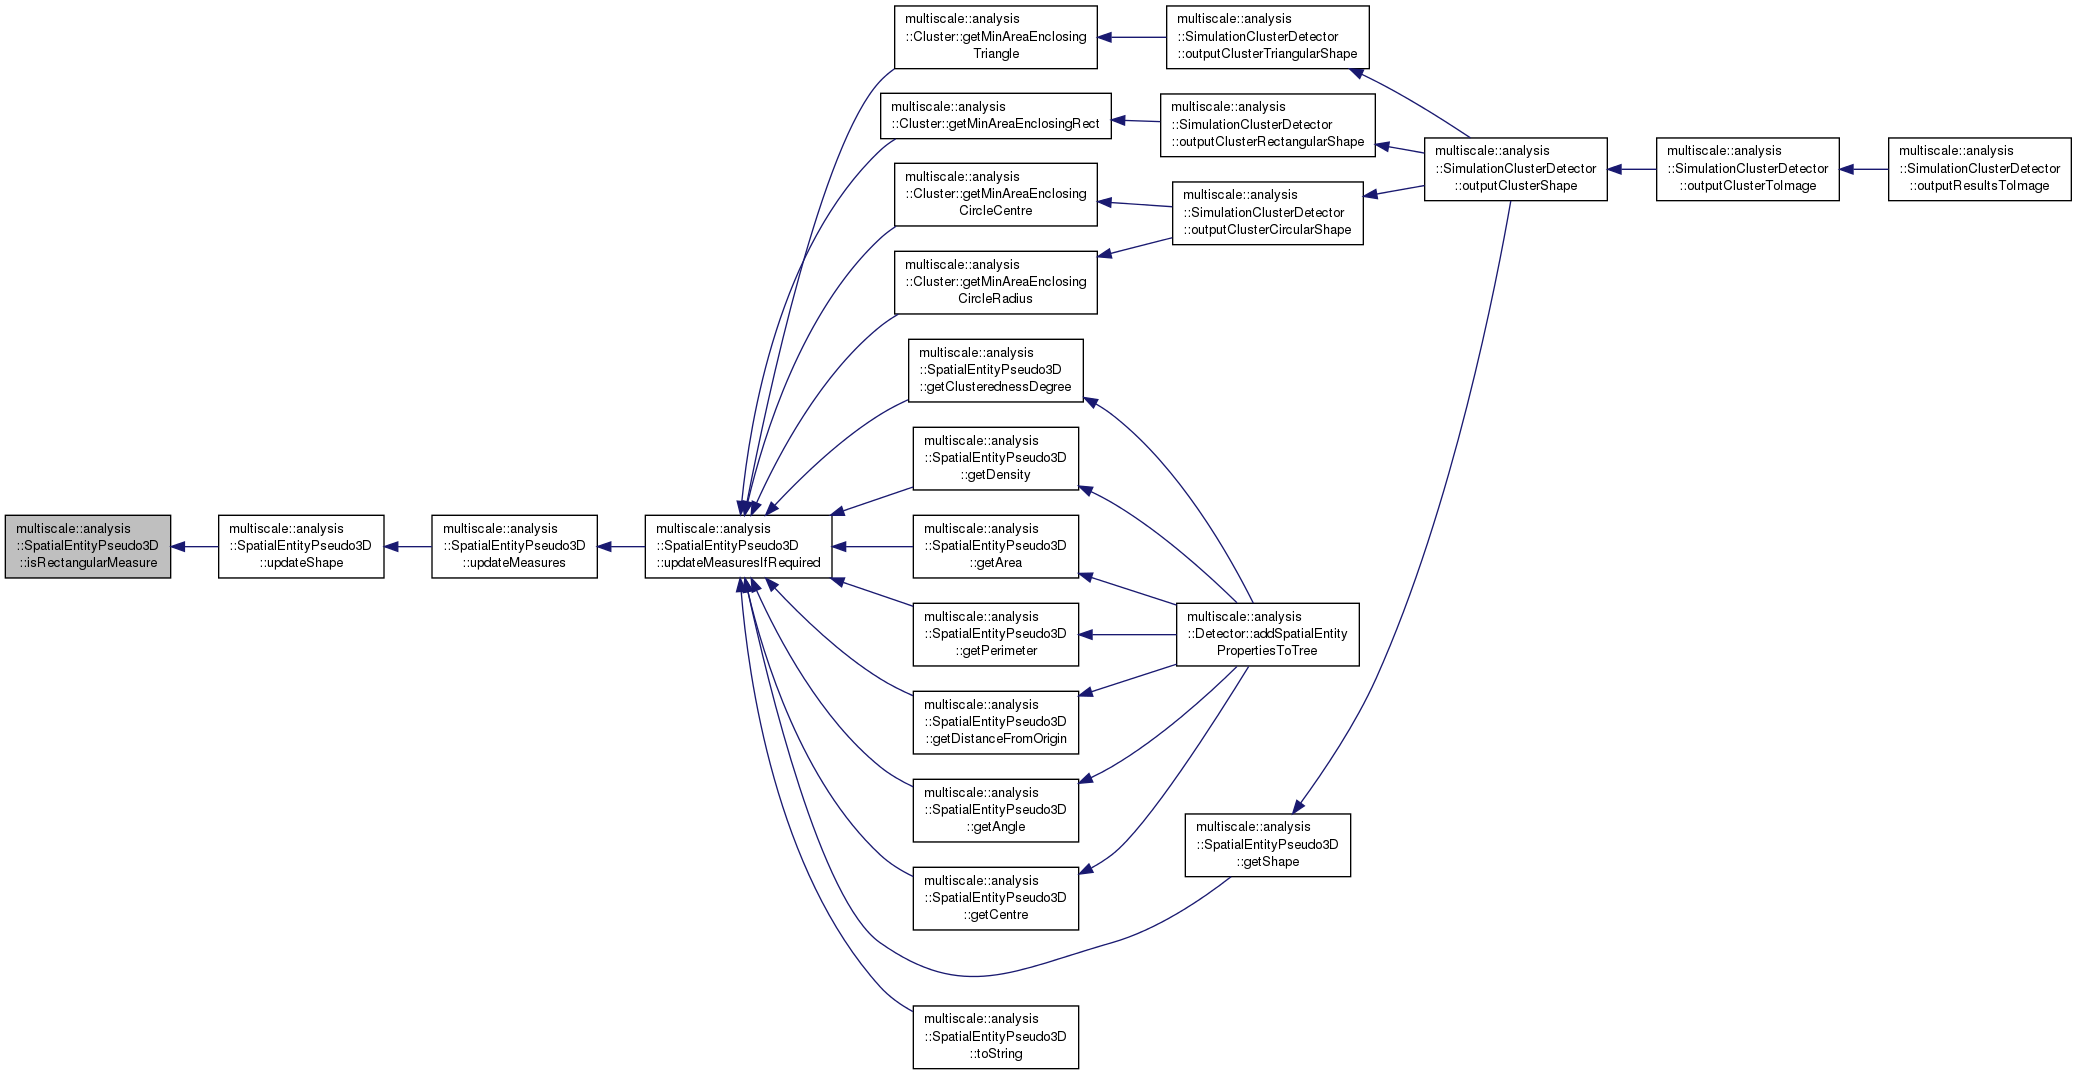 multiscale::analysis
::SpatialEntityPseudo3D
::isRectangularMeasure
multiscale::analysis
::SpatialEntityPseudo3D
::updateShape
multiscale::analysis
::SpatialEntityPseudo3D
::updateMeasures
multiscale::analysis
::SpatialEntityPseudo3D
::updateMeasuresIfRequired
multiscale::analysis
::Cluster::getMinAreaEnclosing
Triangle
multiscale::analysis
::SimulationClusterDetector
::outputClusterTriangularShape
multiscale::analysis
::Cluster::getMinAreaEnclosingRect
multiscale::analysis
::SimulationClusterDetector
::outputClusterRectangularShape
multiscale::analysis
::Cluster::getMinAreaEnclosing
CircleCentre
multiscale::analysis
::SimulationClusterDetector
::outputClusterCircularShape
multiscale::analysis
::Cluster::getMinAreaEnclosing
CircleRadius
multiscale::analysis
::SimulationClusterDetector
::outputClusterShape
multiscale::analysis
::SimulationClusterDetector
::outputClusterToImage
multiscale::analysis
::SimulationClusterDetector
::outputResultsToImage
multiscale::analysis
::SpatialEntityPseudo3D
::getClusterednessDegree
multiscale::analysis
::SpatialEntityPseudo3D
::getDensity
multiscale::analysis
::SpatialEntityPseudo3D
::getArea
multiscale::analysis
::SpatialEntityPseudo3D
::getPerimeter
multiscale::analysis
::Detector::addSpatialEntity
PropertiesToTree
multiscale::analysis
::SpatialEntityPseudo3D
::getDistanceFromOrigin
multiscale::analysis
::SpatialEntityPseudo3D
::getAngle
multiscale::analysis
::SpatialEntityPseudo3D
::getShape
multiscale::analysis
::SpatialEntityPseudo3D
::getCentre
multiscale::analysis
::SpatialEntityPseudo3D
::toString